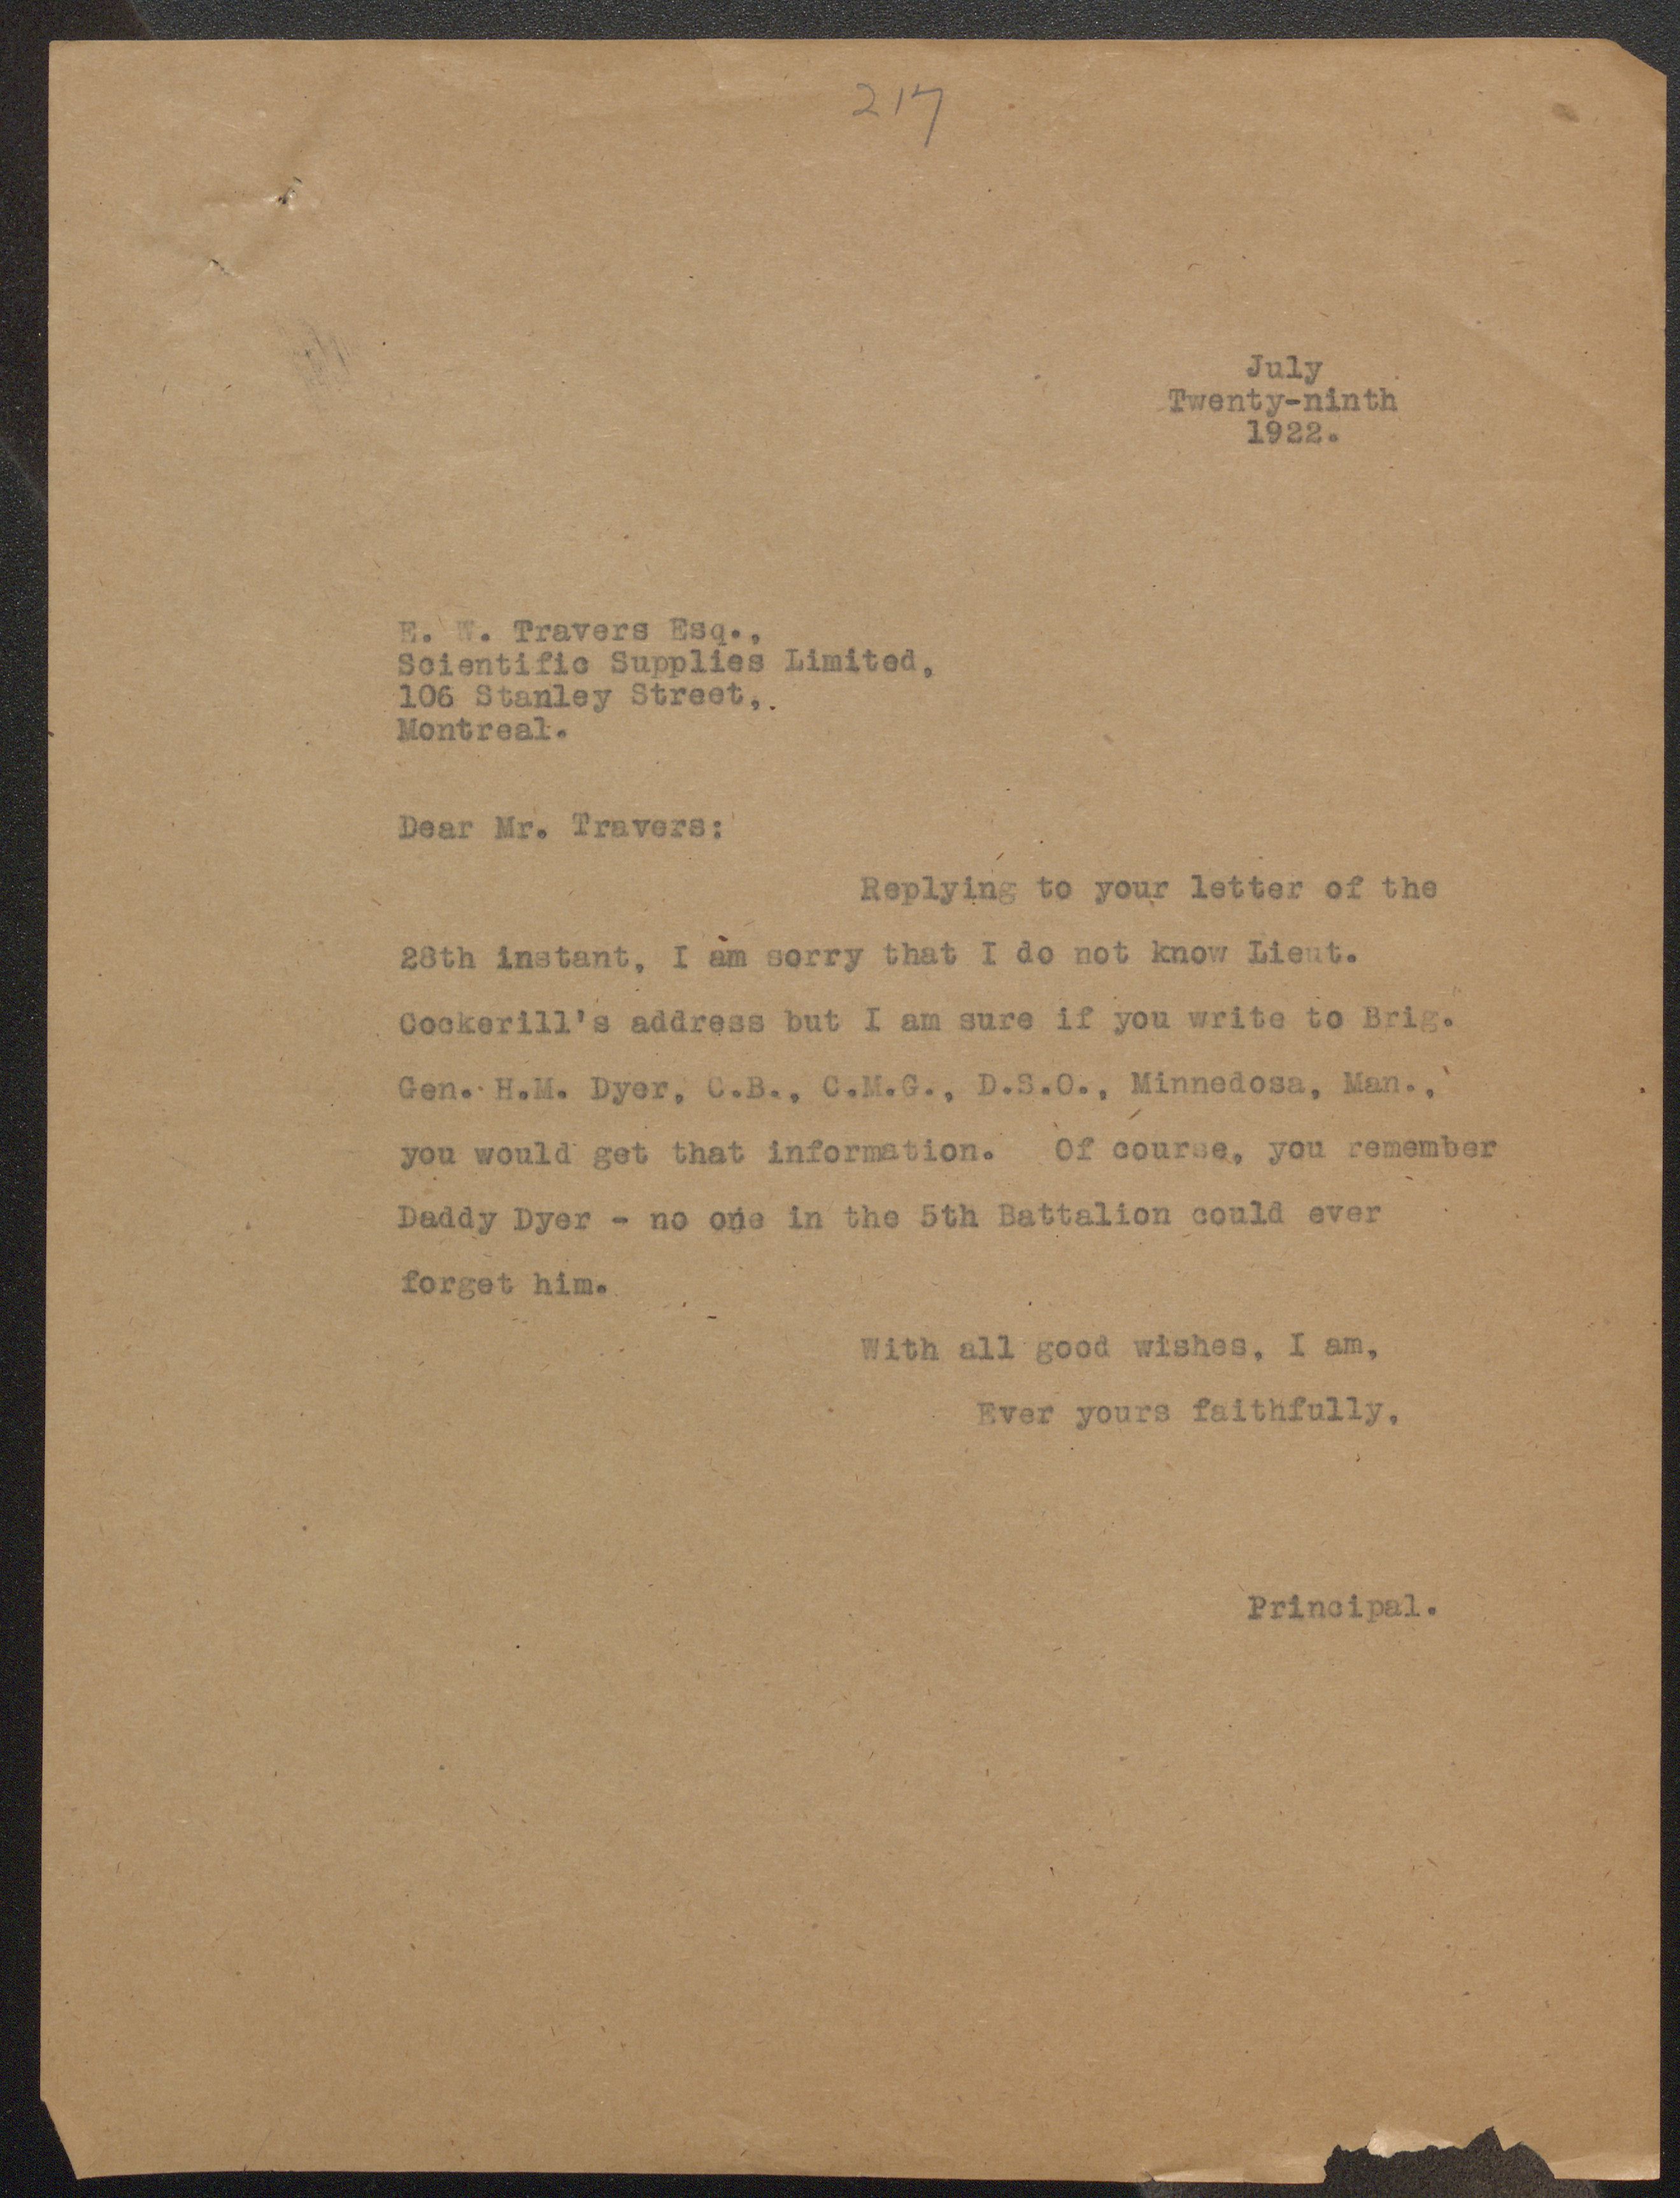 217
July
Twenty-ninth
1922.
E. W. Travers Esq.,
Scientific Supplies Limited,
106 Stanley Street,.
Montreal.
Dear Mr. Travers:
Replying to your letter of the
28th instant, I am sorry that I do not know Lieut.
Cockerill's address but I am sure if you write to Brig.
Gen. H.M. Dyer, C.B., C.M.G., D.S.O., Minnedosa, Man.,
you would get that information. Of course, you remember
Daddy Dyer - no one in the 5th Battalion could ever
forget him.
With all good wishes, I am,
Ever yours faithfully,
Principal.